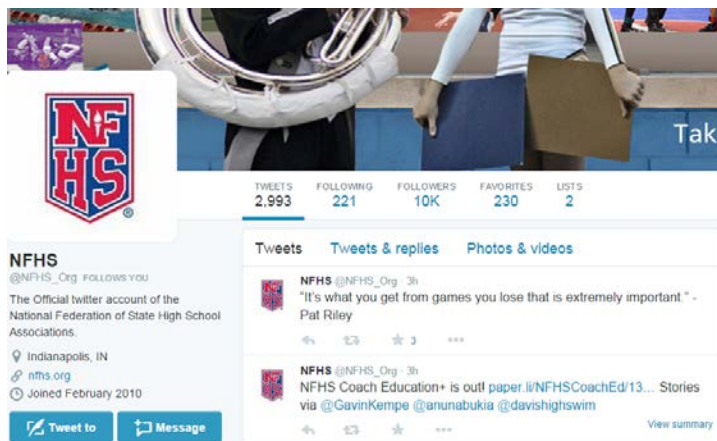 Tak
NF
HS
®
TWEETS FOLLOWING FOLLOWERS FAVORITES LISTS
2,993 221 10K 230 2
NFHS
@NFHS_Org FOLLOWS YOU
The Official twitter account of the
National Federation of State High School
Associations.
Indianapolis, IN
nfhs.org
Joined February 2010
Tweet to Message
Tweets Tweets & replies Photos & videos
NFHS @NFHS_Org · 3h
"It's what you get from games you lose that is extremely important." -
Pat Riley
3
NFHS @NFHS_Org · 3h
NFHS Coach Education+ is out! paper.li/NFHSCoachEd/13... Stories
via @GavinKempe @anunabukia @davishighswim
View summary